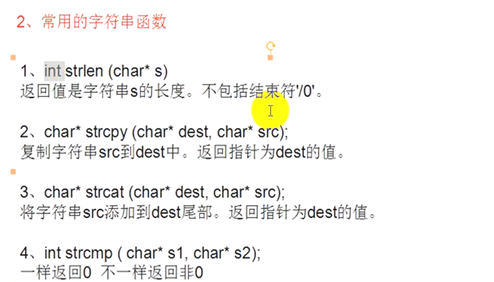 2、常用的字符串函数
1、int strlen (char* s)
返回值是字符串s的长度。不包括结束符'/0'。
2、char* strcpy (char* dest, char* src);
复制字符串src到dest中。返回指针为dest的值。
3、char* strcat (char* dest, char* src);
将字符串src添加到dest尾部。返回指针为dest的值。
4、int strcmp ( char* s1, char* s2);
一样返回0 不一样返回非0